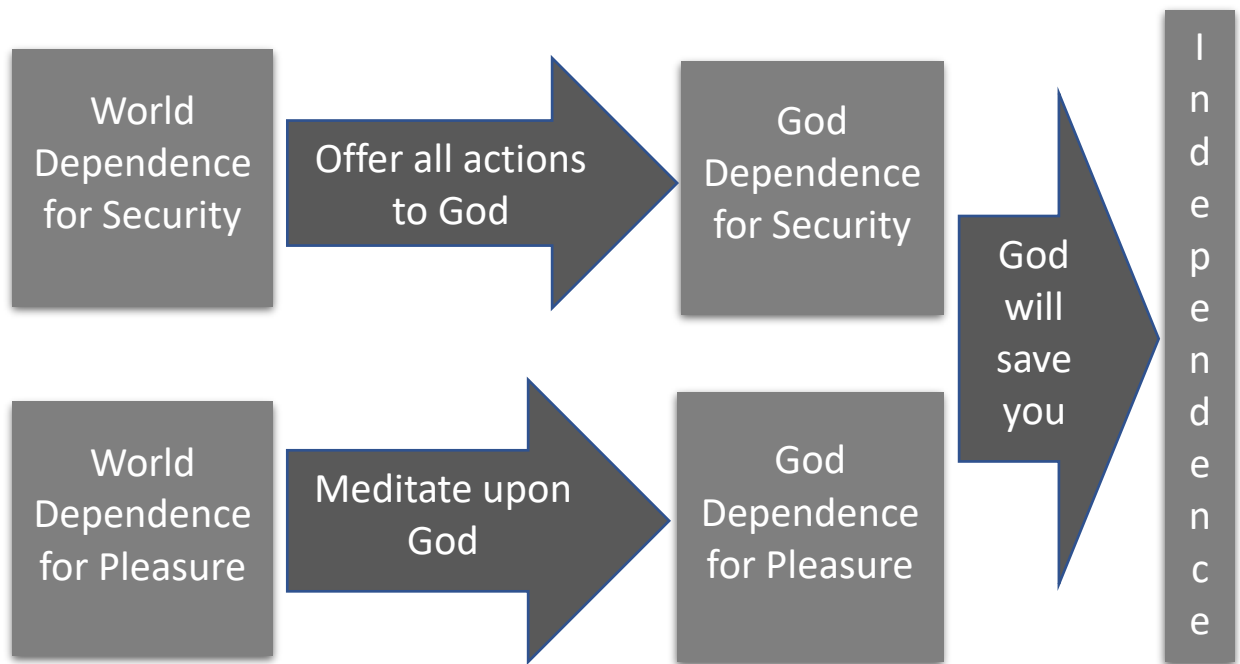 World
Dependence
for Security
Offer all actions
to God
God
Dependence
for Security
World
Dependence
for Pleasure
Meditate upon
God
God
Dependence
for Pleasure
God
will
save
you
I
n
d
e
p
e
n
d
e
n
c
e